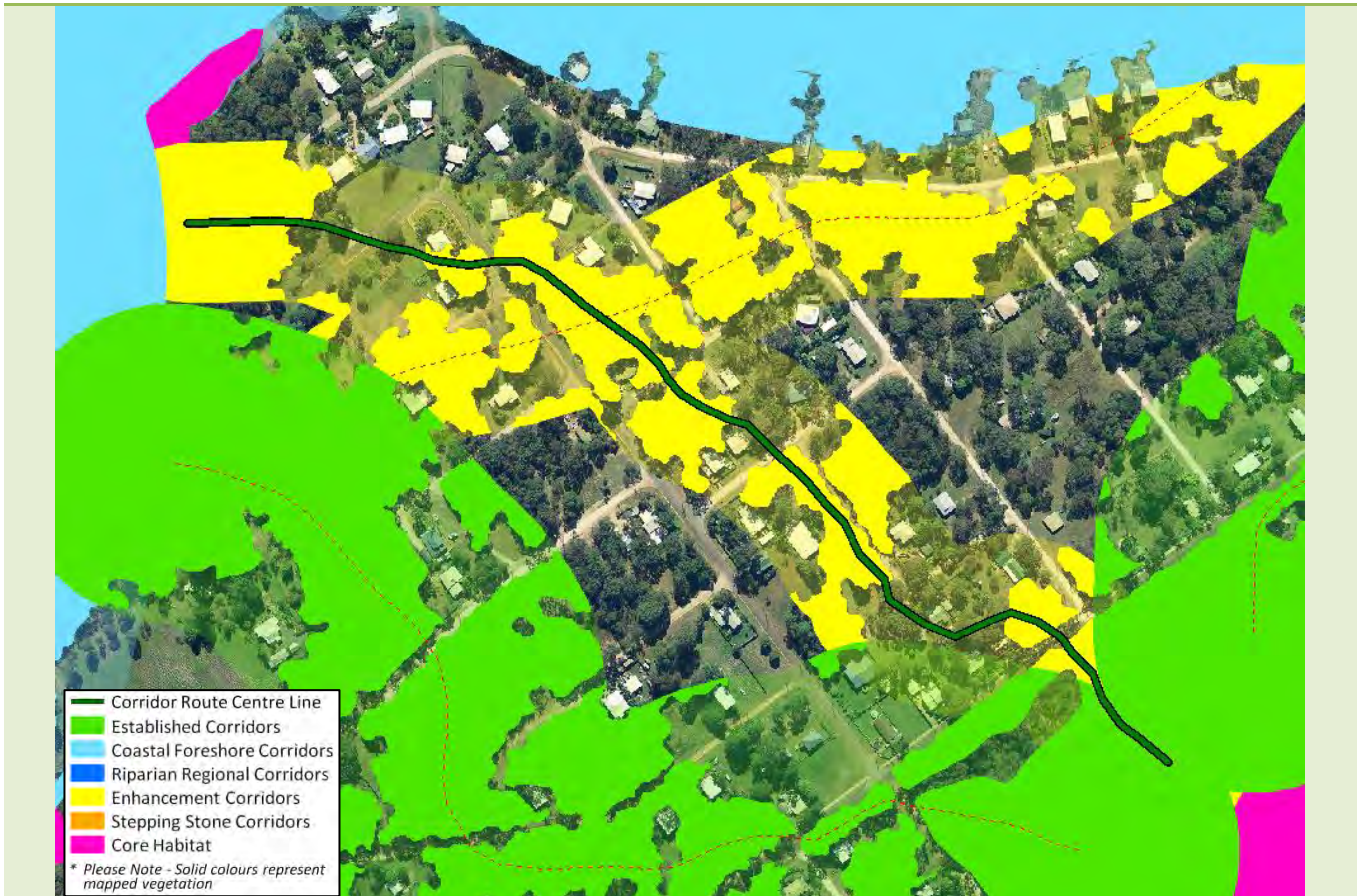 Corridor Route Centre Line
Established Corridors
Coastal Foreshore Corridors
Riparian Regional Corridors
Enhancement Corridors
Stepping Stone Corridors
Core Habitat
* Please Note - Solid colours represent
mapped vegetation